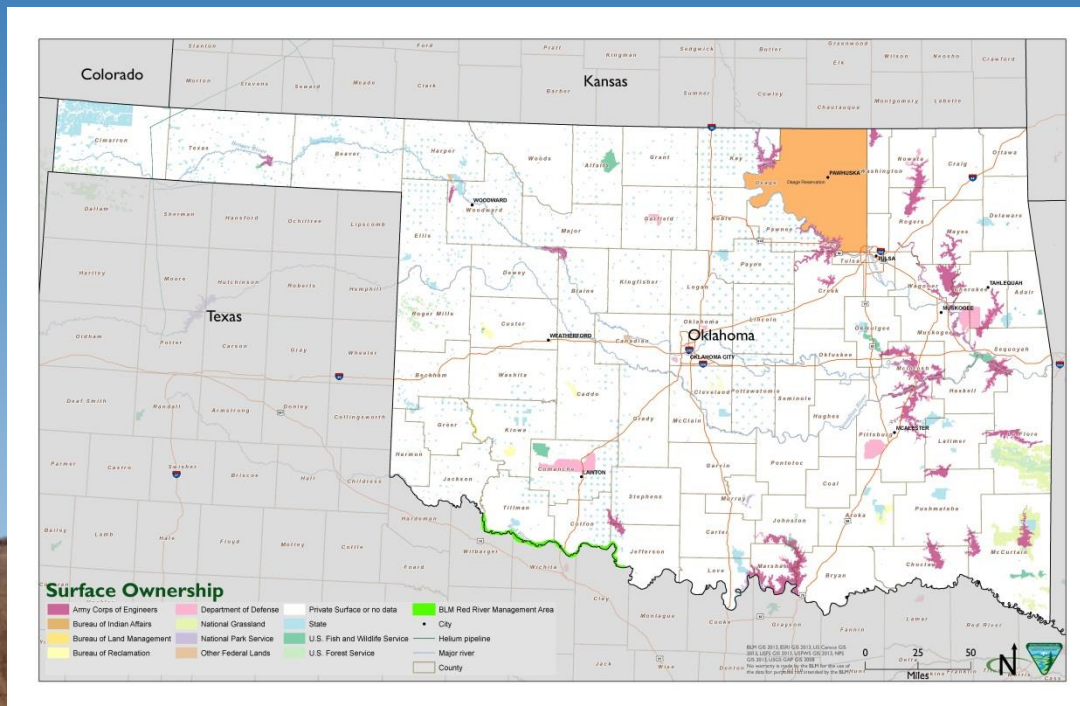 Colorado
Kansas
Texas
Oklahoma
Stanton
Morton
Stevens
Seward
Meade
Clark
Ford
Pratt
Barber
Kingman
Sedgwick
Sumner
Butler
Cowley
Greenwood
Elk
Chautauqua
Wilson
Montgomery
Neosho
Labette
Crawford
Cimarron
Texas
Beaver
Harper
Woods
Alfalfa
Grant
Kay
Osage
Osage Reservation
PAWHUSKA
Washington
Nowata
Craig
Ottawa
Rogers
Mayes
Delaware
WOODWARD
Woodward
Ellis
Major
Garfield
Noble
Pawnee
Payne
Creek
Tulsa
TULSA
Wagoner
Cherokee
TAHLEQUAH
Adair
MUSKOGEE
Muskogee
Sequoyah
Dewey
Blaine
Kingfisher
Logan
Lincoln
Okmulgee
Okfuskee
McIntosh
Haskell
Roger Mills
Custer
WEATHERFORD
Canadian
Oklahoma
OKLAHOMA CITY
Cleveland
Pottawatomie
Seminole
Hughes
Pittsburg
MCALESTER
Latimer
Beckham
Washita
Caddo
Grady
McClain
Greer
Kiowa
Harmon
Jackson
Comanche
LAWTON
Tillman
Cotton
Stephens
Jefferson
Garvin
Murray
Pontotoc
Coal
Johnston
Atoka
Pushmataha
McCurtain
Choctaw
Bryan
Marshall
Carter
Love
Dallam
Sherman
Hansford
Ochiltree
Lipscomb
Hartley
Moore
Hutchinson
Roberts
Hemphill
Oldham
Potter
Carson
Gray
Wheeler
Deaf Smith
Randall
Armstrong
Donley
Collingsworth
Parmer
Castro
Swisher
Briscoe
Hall
Childress
Bailey
Lamb
Hale
Floyd
Motley
Cottle
Hardeman
Foard
Wilbarger
Wichita
Clay
Montague
Cooke
Grayson
Fannin
Lamar
Red River
Jack
Wise
Denton
Delta
Franklin
Cass
Surface Ownership
Army Corps of Engineers
Bureau of Indian Affairs
Bureau of Land Management
Bureau of Reclamation
Department of Defense
National Grassland
National Park Service
Other Federal Lands
Private Surface or no data
State
U.S. Fish and Wildlife Service
U.S. Forest Service
BLM Red River Management Area
City
Helium pipeline
Major river
County
0 25 50
Miles
N